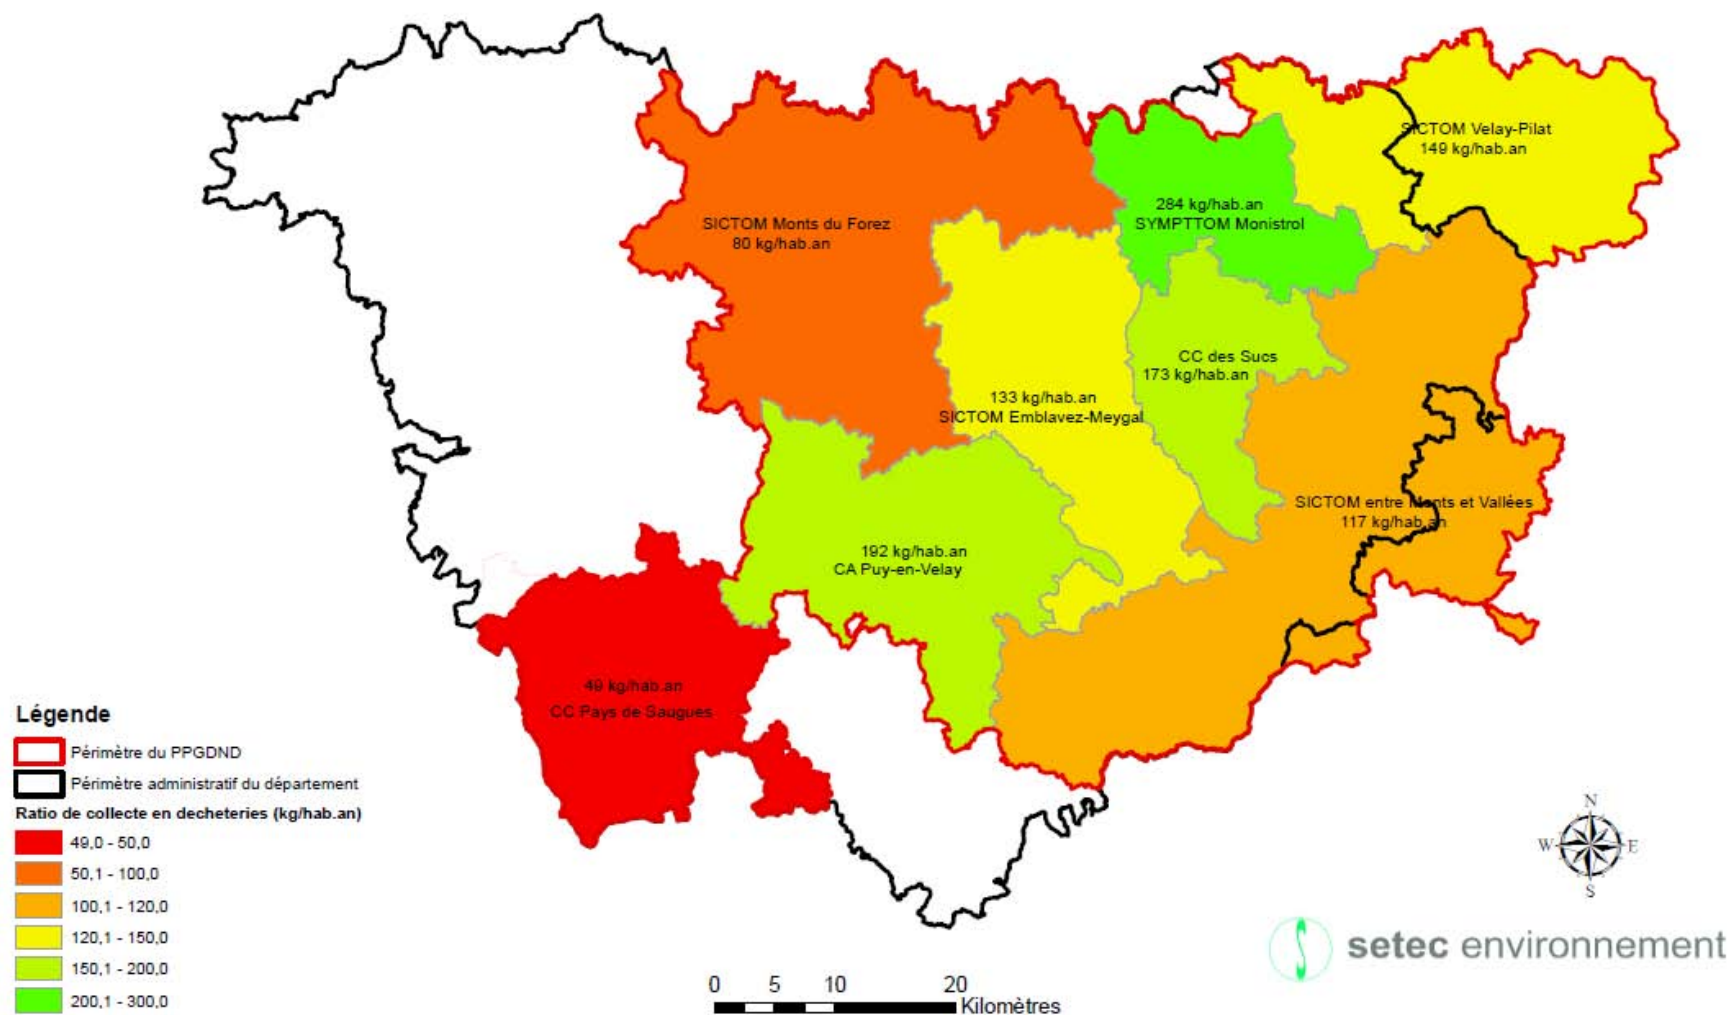 SICTOM Velay-Pilat
149 kg/hab.an
284 kg/hab.an
SYMPTTOM Monistrol
SICTOM Monts du Forez
80 kg/hab.an
CC des Sucs
173 kg/hab.an
133 kg/hab.an
SICTOM Emblavez-Meygal
SICTOM entre Monts et Vallées
117 kg/hab.an
192 kg/hab.an
CA Puy-en-Velay
49 kg/hab.an
CC Pays de Saugues
Légende
Périmètre du PPGDND
Périmètre administratif du département
Ratio de collecte en decheteries (kg/hab.an)
49,0 - 50,0
50,1 - 100,0
100,1 - 120,0
120,1 - 150,0
150,1 - 200,0
200,1 - 300,0
N
W E
S
setec environnement
0 5 10 20
Kilomètres